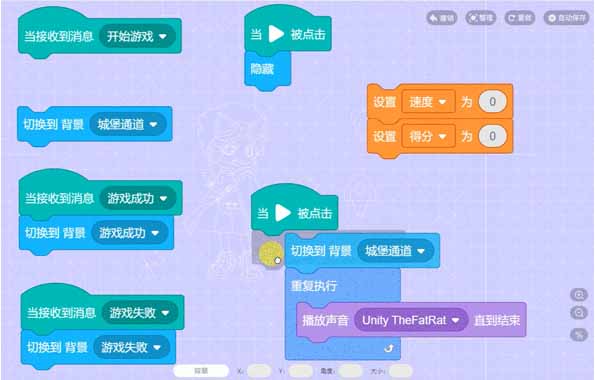 撤销 整理 重做 自动保存
当接收到消息 开始游戏
当 被点击
隐藏
设置 速度 为 0
设置 得分 为 0
切换到 背景 城堡通道
当接收到消息 游戏成功
切换到 背景 游戏成功
当 被点击
切换到 背景 城堡通道
重复执行
播放声音 Unity TheFatRat 直到结束
当接收到消息 游戏失败
切换到 背景 游戏失败
背景 X: Y: 角度: 大小: